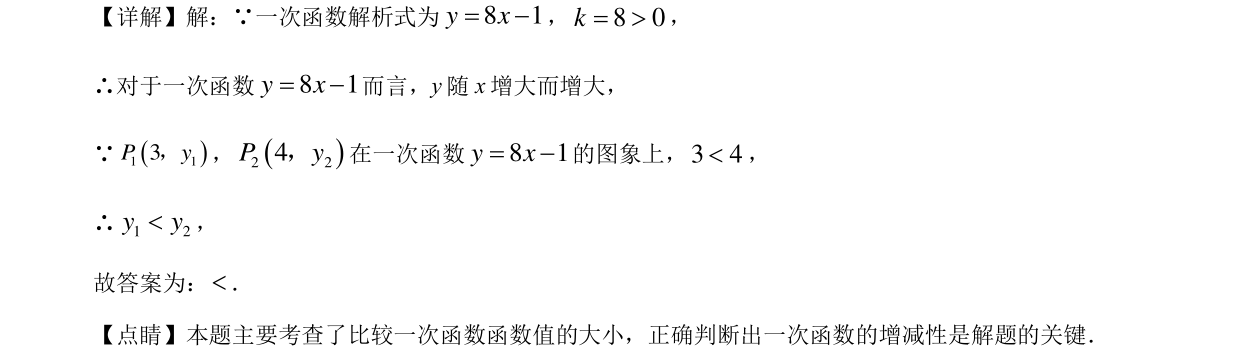 【详解】解：∵一次函数解析式为 y=8x−1，k=8>0，
∴对于一次函数 y=8x−1而言，y 随 x 增大而增大，
∵ P₁(3，y₁)，P₂(4，y₂)在一次函数 y=8x−1的图象上，3<4，
∴ y₁<y₂，
故答案为：<．
【点睛】本题主要考查了比较一次函数函数值的大小，正确判断出一次函数的增减性是解题的关键．